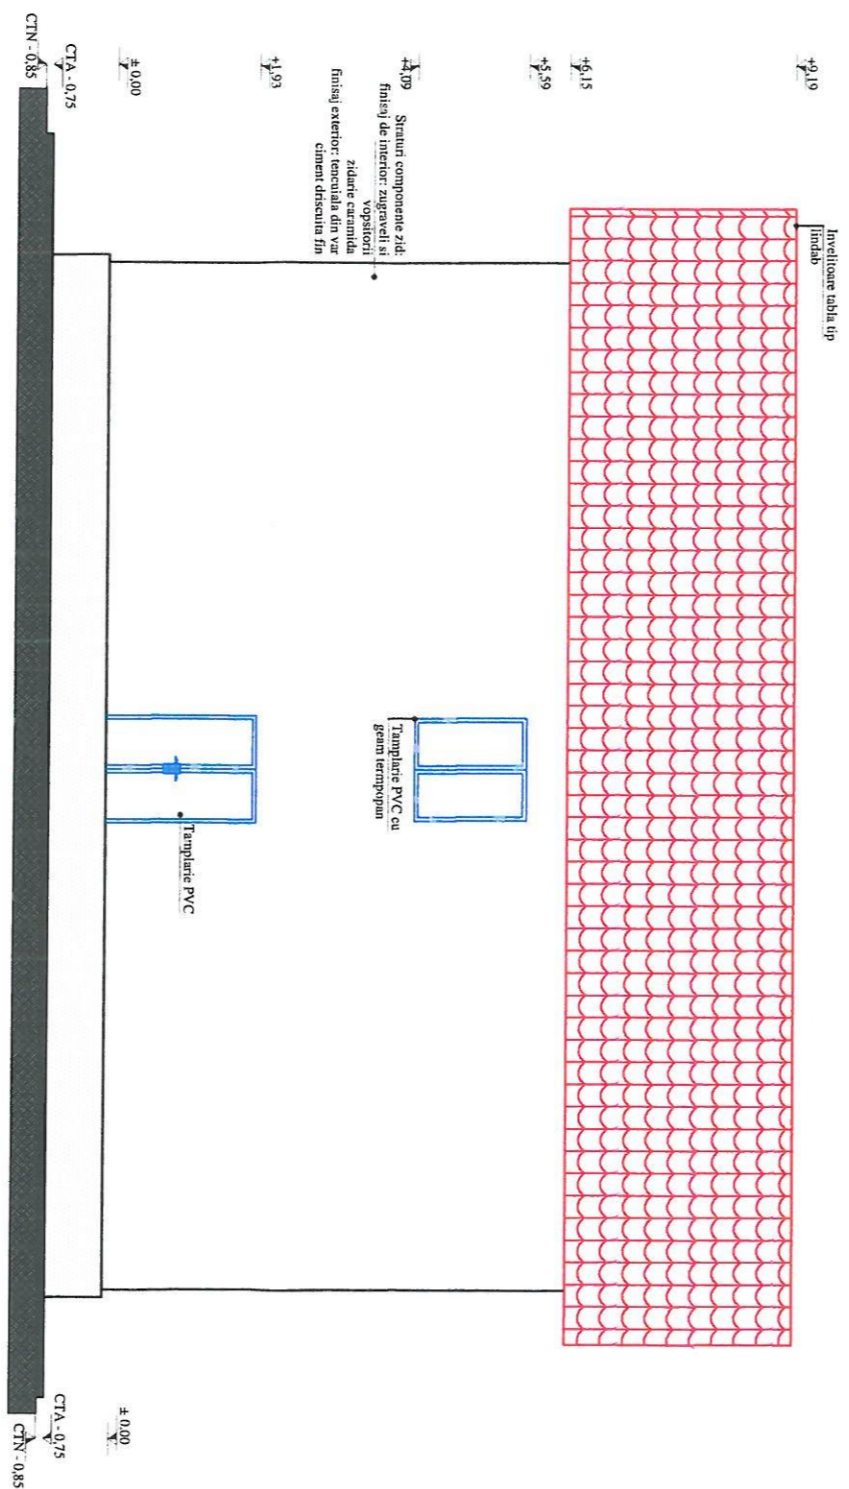 +9,19
Invelitoare tabla tip
lindab
+6,15
+5,59
+4,09
Straturi componente zid:
finisaj de interior: zugraveli si
vopsitorii
zidarie caramida
finisaj exterior: tencuiala din var
ciment driscuita fin
Tamplarie PVC cu
geam termpopan
+1,93
Tamplarie PVC
± 0,00
CTA - 0,75
CTN - 0,85
± 0,00
CTA - 0,75
CTN - 0,85